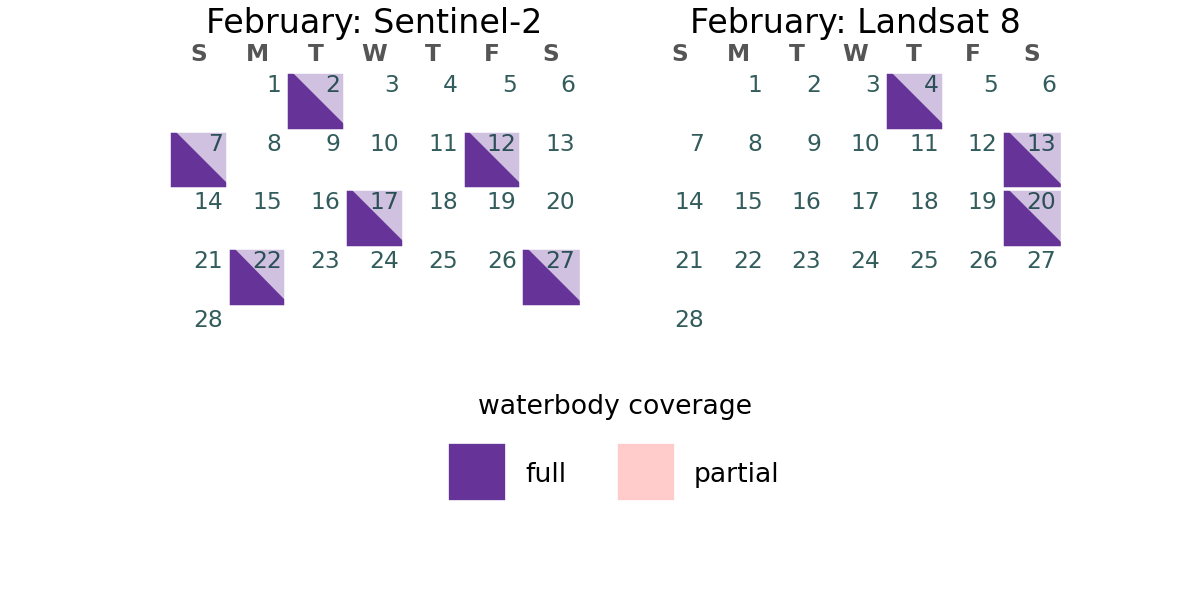 February: Sentinel-2
S M T W T F S
1 2 3 4 5 6
7 8 9 10 11 12 13
14 15 16 17 18 19 20
21 22 23 24 25 26 27
28
February: Landsat 8
S M T W T F S
1 2 3 4 5 6
7 8 9 10 11 12 13
14 15 16 17 18 19 20
21 22 23 24 25 26 27
28
waterbody coverage
full partial